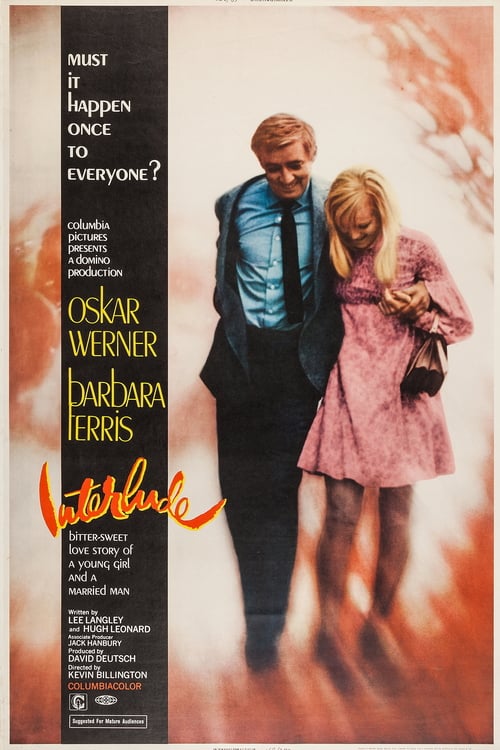 MUST
iT
HAPPEN
ONCE
TO
EVERYONE?
columbia
pictures
presents
a domino
production
OSKAR
WERNER
BARBARA
FERRIS
Interlude
BITTER-SWEET
LOVE STORY OF
A YOUNG GIRL
AND A
MARRIED MAN
Written by
LEE LANGLEY
and HUGH LEONARD
Associate Producer
JACK HANBURY
Produced by
DAVID DEUTSCH
Directed by
KEVIN BILLINGTON
COLUMBIACOLOR
Suggested For Mature Audiences